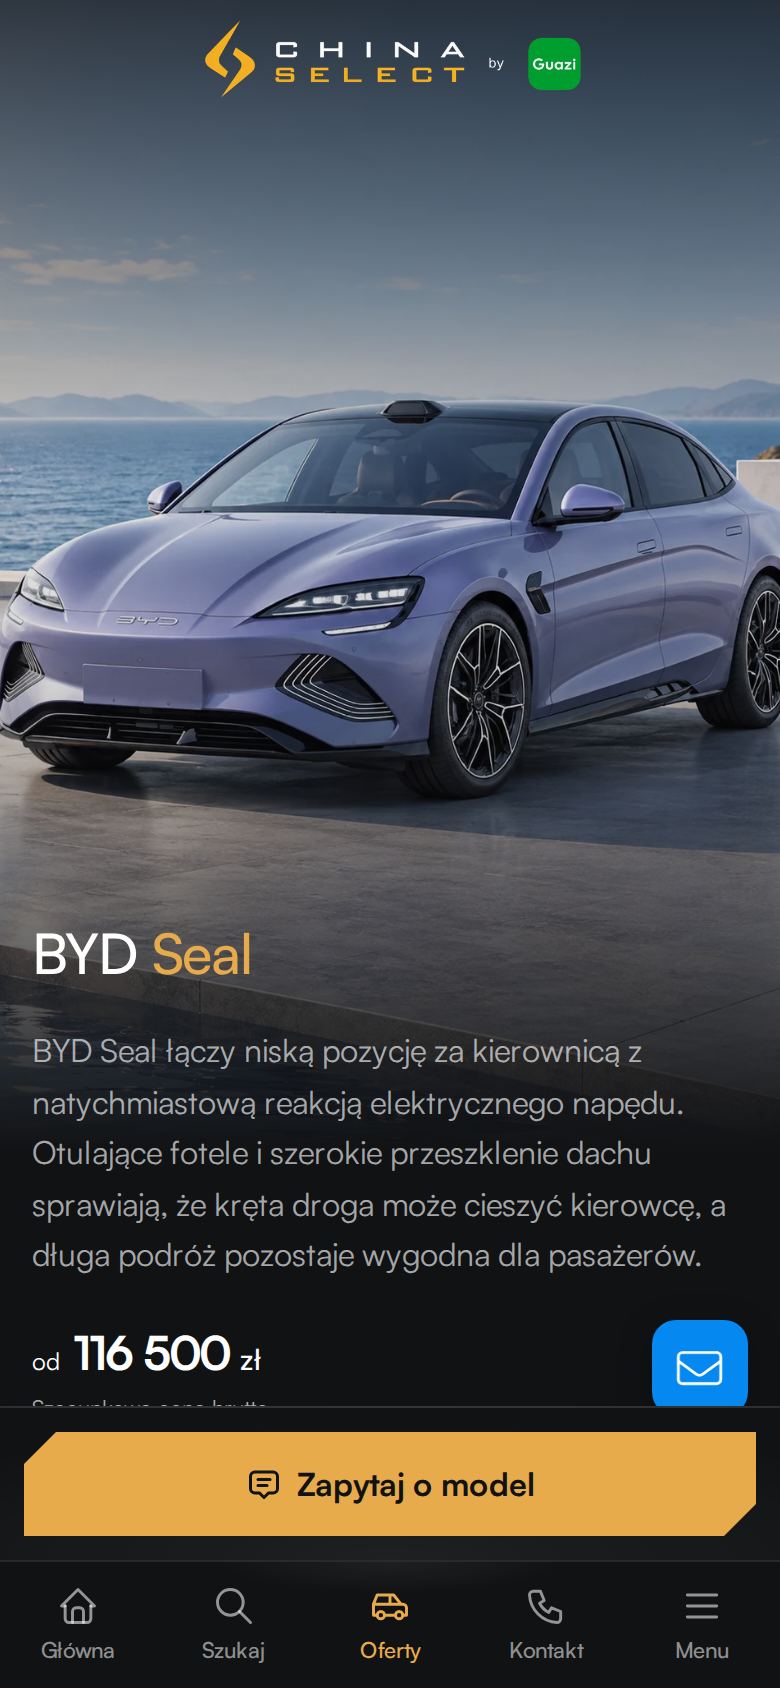 CHINA
SELECT
by
Guazi
BYD
BYD Seal
BYD Seal łączy niską pozycję za kierownicą z
natychmiastową reakcją elektrycznego napędu.
Otulające fotele i szerokie przeszklenie dachu
sprawiają, że kręta droga może cieszyć kierowcę, a
długa podróż pozostaje wygodna dla pasażerów.
od 116 500 zł
Zapytaj o model
Główna
Szukaj
Oferty
Kontakt
Menu